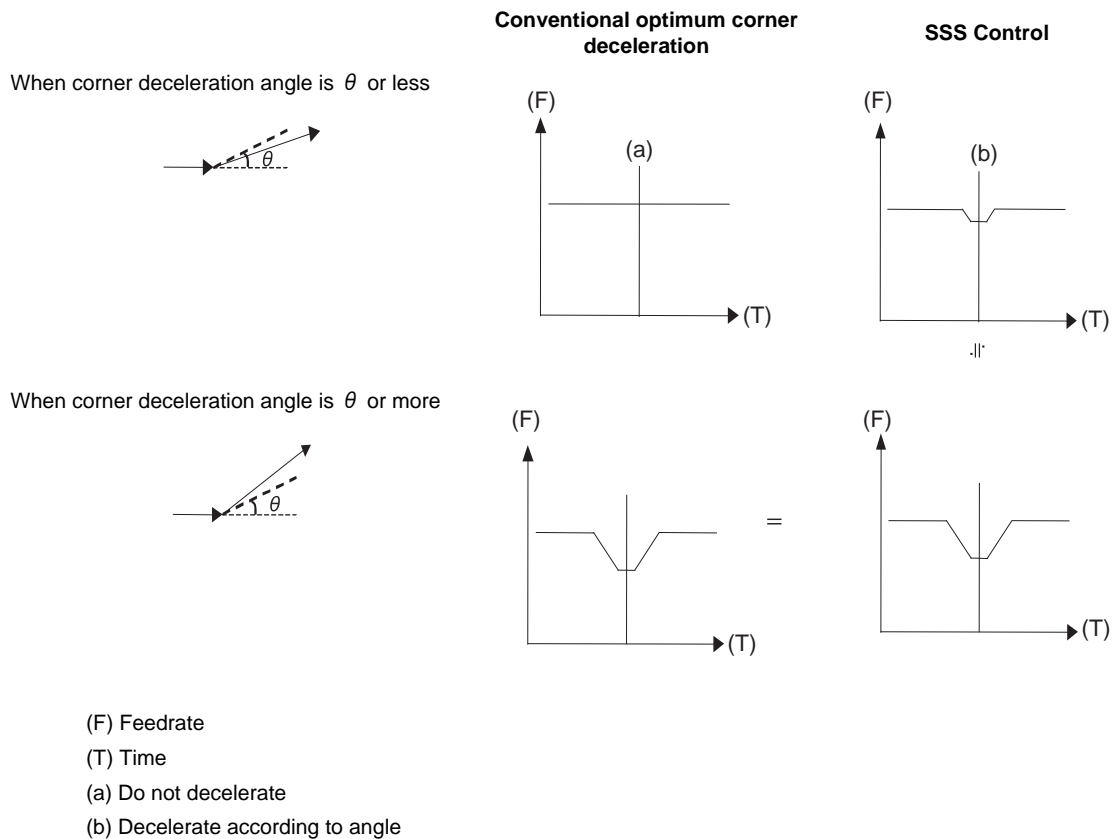 Conventional optimum corner
deceleration
SSS Control
When corner deceleration angle is θ or less
θ
(F)
(a)
(T)
(F)
(b)
(T)
.||·
When corner deceleration angle is θ or more
θ
(F)
(T)
=
(F)
(T)
(F) Feedrate
(T) Time
(a) Do not decelerate
(b) Decelerate according to angle